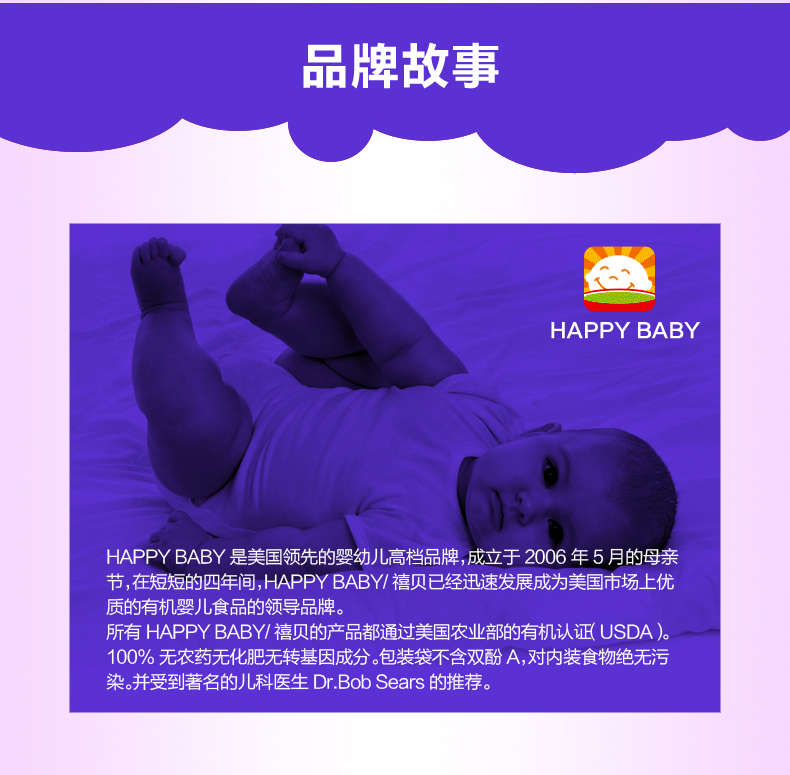 品牌故事
HAPPY BABY
HAPPY BABY 是美国领先的婴幼儿高档品牌,成立于 2006 年 5 月的母亲
节,在短短的四年间,HAPPY BABY/ 禧贝已经迅速发展成为美国市场上优
质的有机婴儿食品的领导品牌。
所有 HAPPY BABY/ 禧贝的产品都通过美国农业部的有机认证( USDA )。
100% 无农药无化肥无转基因成分。包装袋不含双酚 A,对内装食物绝无污
染。并受到著名的儿科医生 Dr.Bob Sears 的推荐。